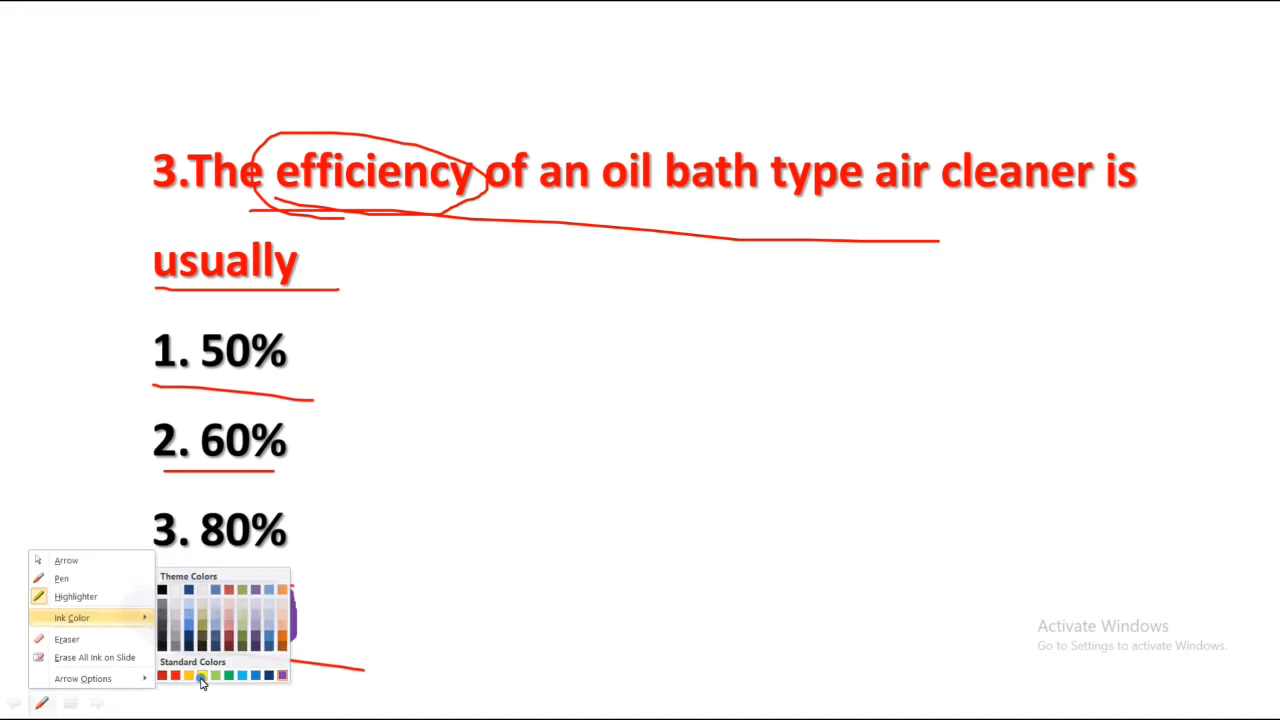 3.The efficiency of an oil bath type air cleaner is
usually
1. 50%
2. 60%
3. 80%
Arrow
Pen
Highlighter
Ink Color
Eraser
Erase All Ink on Slide
Arrow Options
Theme Colors
Standard Colors
Activate Windows
Go to Settings to activate Windows.